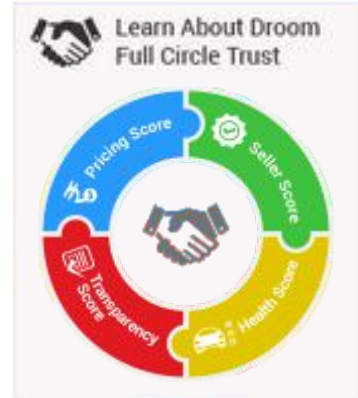 Learn About Droom
Full Circle Trust
Pricing Score
Seller Score
Transparency
Score
Health Score